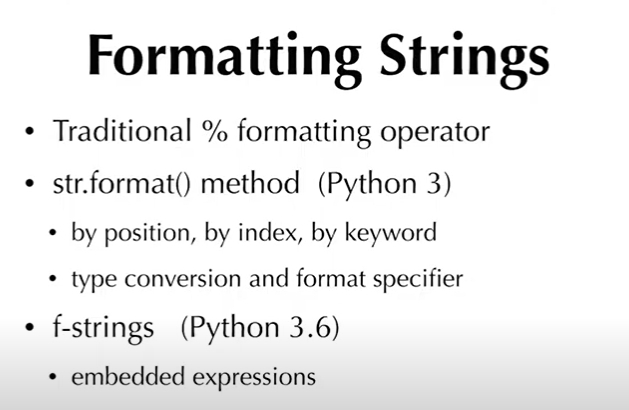 Formatting Strings
• Traditional % formatting operator
• str.format() method (Python 3)
• by position, by index, by keyword
• type conversion and format specifier
• f-strings (Python 3.6)
• embedded expressions